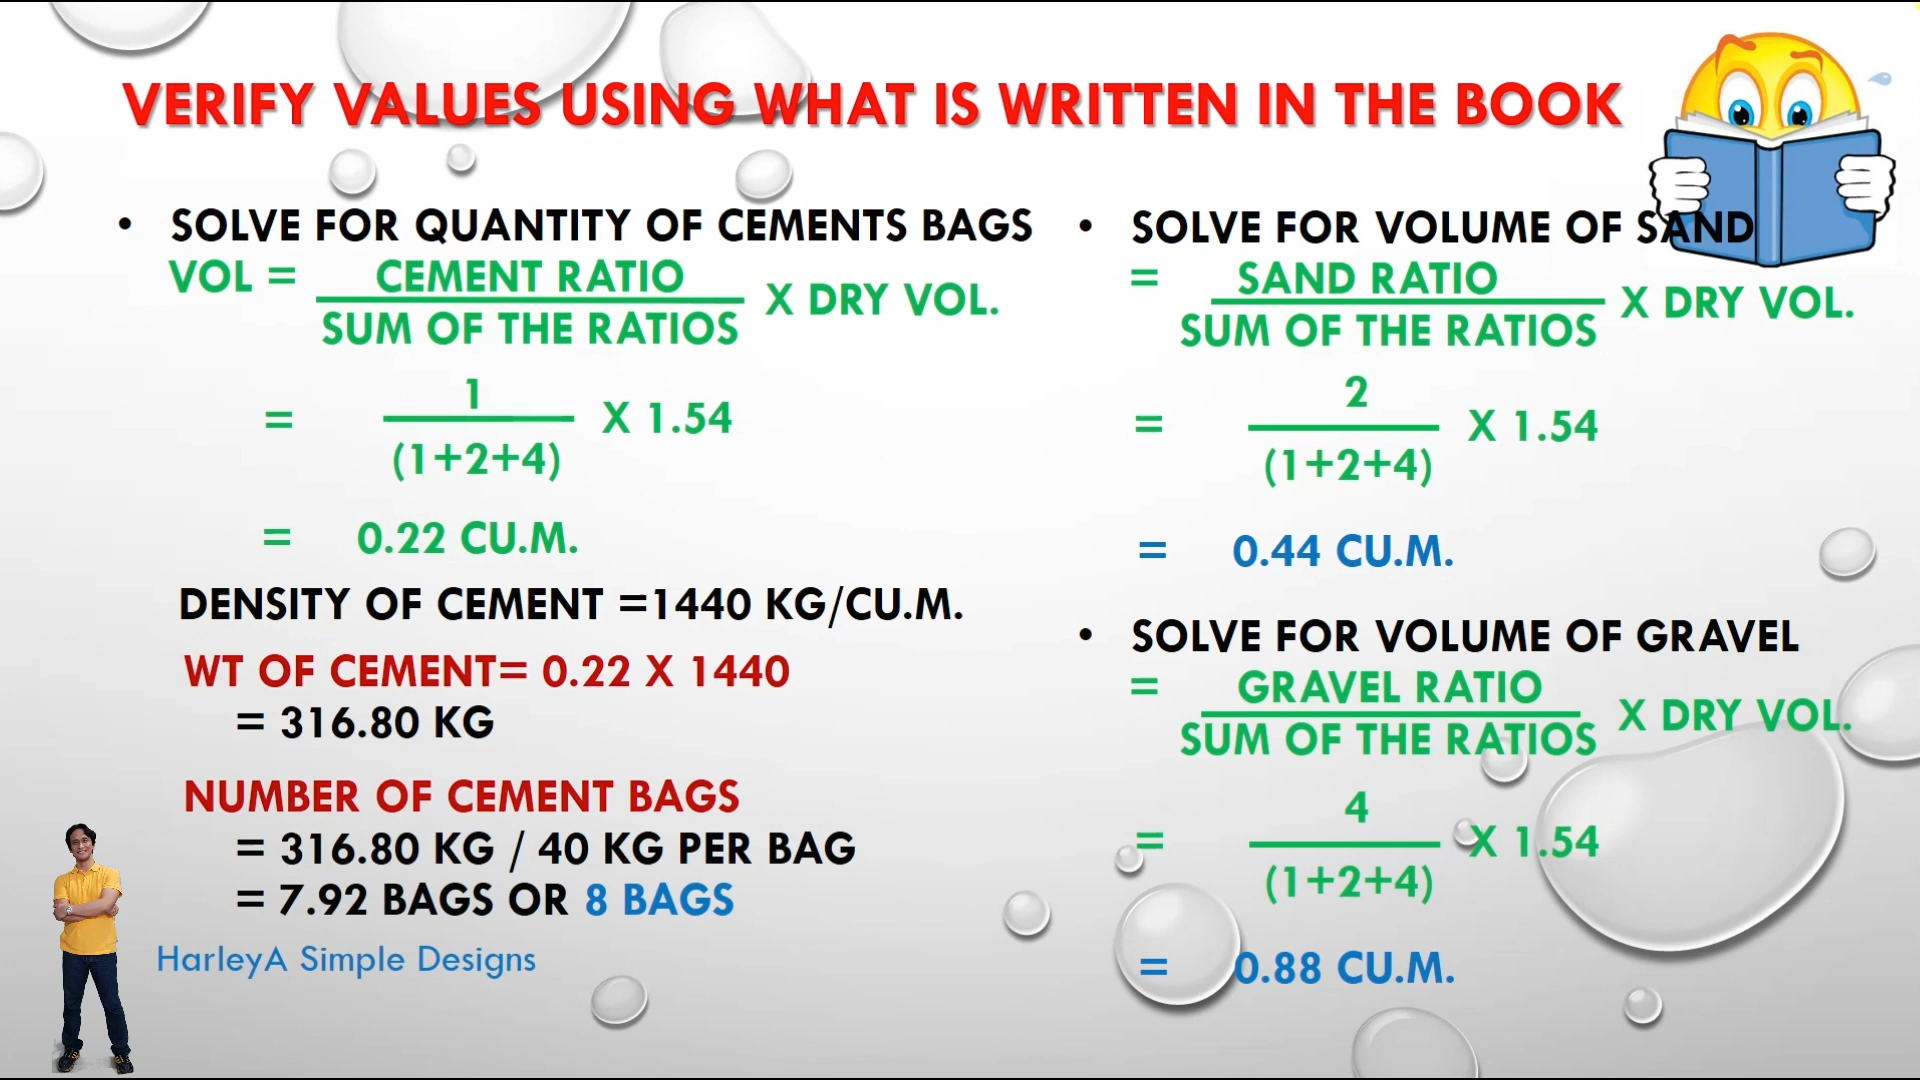 VERIFY VALUES USING WHAT IS WRITTEN IN THE BOOK
• SOLVE FOR QUANTITY OF CEMENTS BAGS
VOL = CEMENT RATIO
SUM OF THE RATIOS
X DRY VOL.
= 1
(1+2+4)
X 1.54
= 0.22 CU.M.
DENSITY OF CEMENT =1440 KG/CU.M.
WT OF CEMENT= 0.22 X 1440
= 316.80 KG
NUMBER OF CEMENT BAGS
= 316.80 KG / 40 KG PER BAG
= 7.92 BAGS OR 8 BAGS
HarleyA Simple Designs
• SOLVE FOR VOLUME OF SAND
= SAND RATIO
SUM OF THE RATIOS
X DRY VOL.
= 2
(1+2+4)
X 1.54
= 0.44 CU.M.
• SOLVE FOR VOLUME OF GRAVEL
= GRAVEL RATIO
SUM OF THE RATIOS
X DRY VOL.
= 4
(1+2+4)
X 1.54
= 0.88 CU.M.